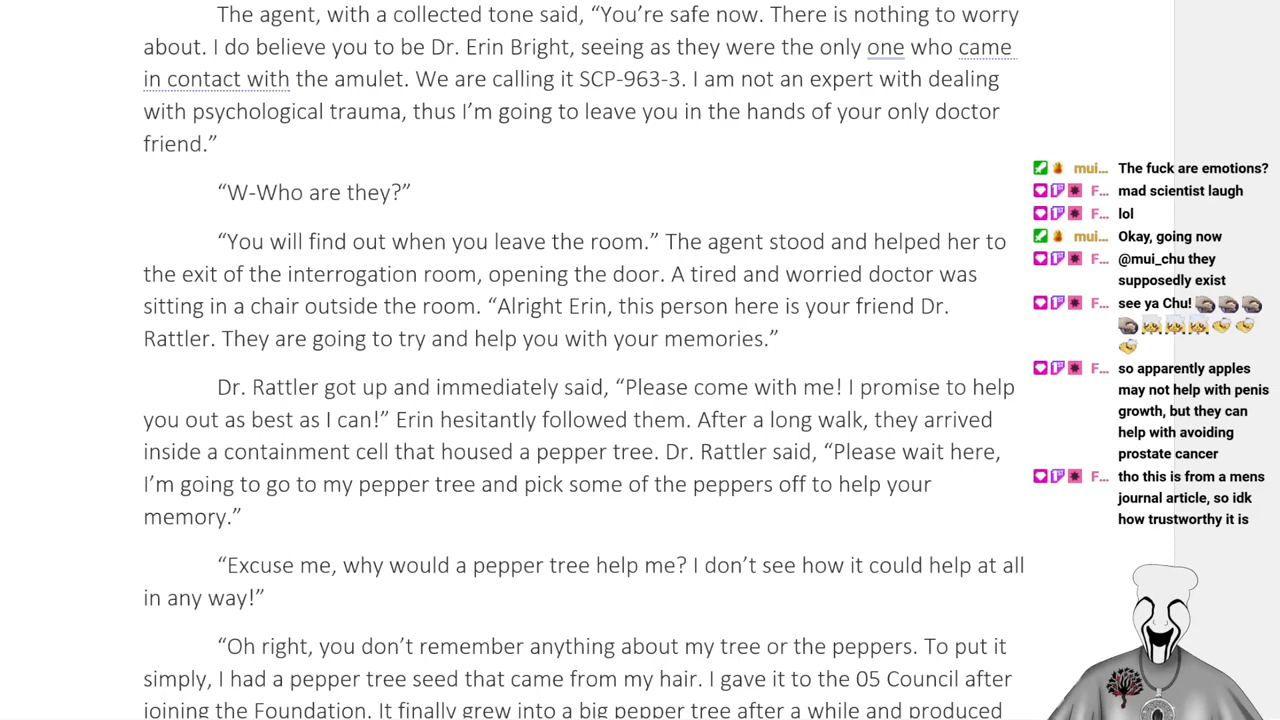 The agent, with a collected tone said, “You’re safe now. There is nothing to worry
about. I do believe you to be Dr. Erin Bright, seeing as they were the only one who came
in contact with the amulet. We are calling it SCP-963-3. I am not an expert with dealing
with psychological trauma, thus I’m going to leave you in the hands of your only doctor
friend.”
“W-Who are they?”
“You will find out when you leave the room.” The agent stood and helped her to
the exit of the interrogation room, opening the door. A tired and worried doctor was
sitting in a chair outside the room. “Alright Erin, this person here is your friend Dr.
Rattler. They are going to try and help you with your memories.”
Dr. Rattler got up and immediately said, “Please come with me! I promise to help
you out as best as I can!” Erin hesitantly followed them. After a long walk, they arrived
inside a containment cell that housed a pepper tree. Dr. Rattler said, “Please wait here,
I’m going to go to my pepper tree and pick some of the peppers off to help your
memory.”
“Excuse me, why would a pepper tree help me? I don’t see how it could help at all
in any way!”
“Oh right, you don’t remember anything about my tree or the peppers. To put it
simply, I had a pepper tree seed that came from my hair. I gave it to the 05 Council after
joining the Foundation. It finally grew into a big pepper tree after a while and produced
mui... The fuck are emotions?
F... mad scientist laugh
F... lol
mui... Okay, going now
F... @mui_chu they
supposedly exist
F... see ya Chu!
F... so apparently apples
may not help with penis
growth, but they can
help with avoiding
prostate cancer
F... tho this is from a mens
journal article, so idk
how trustworthy it is